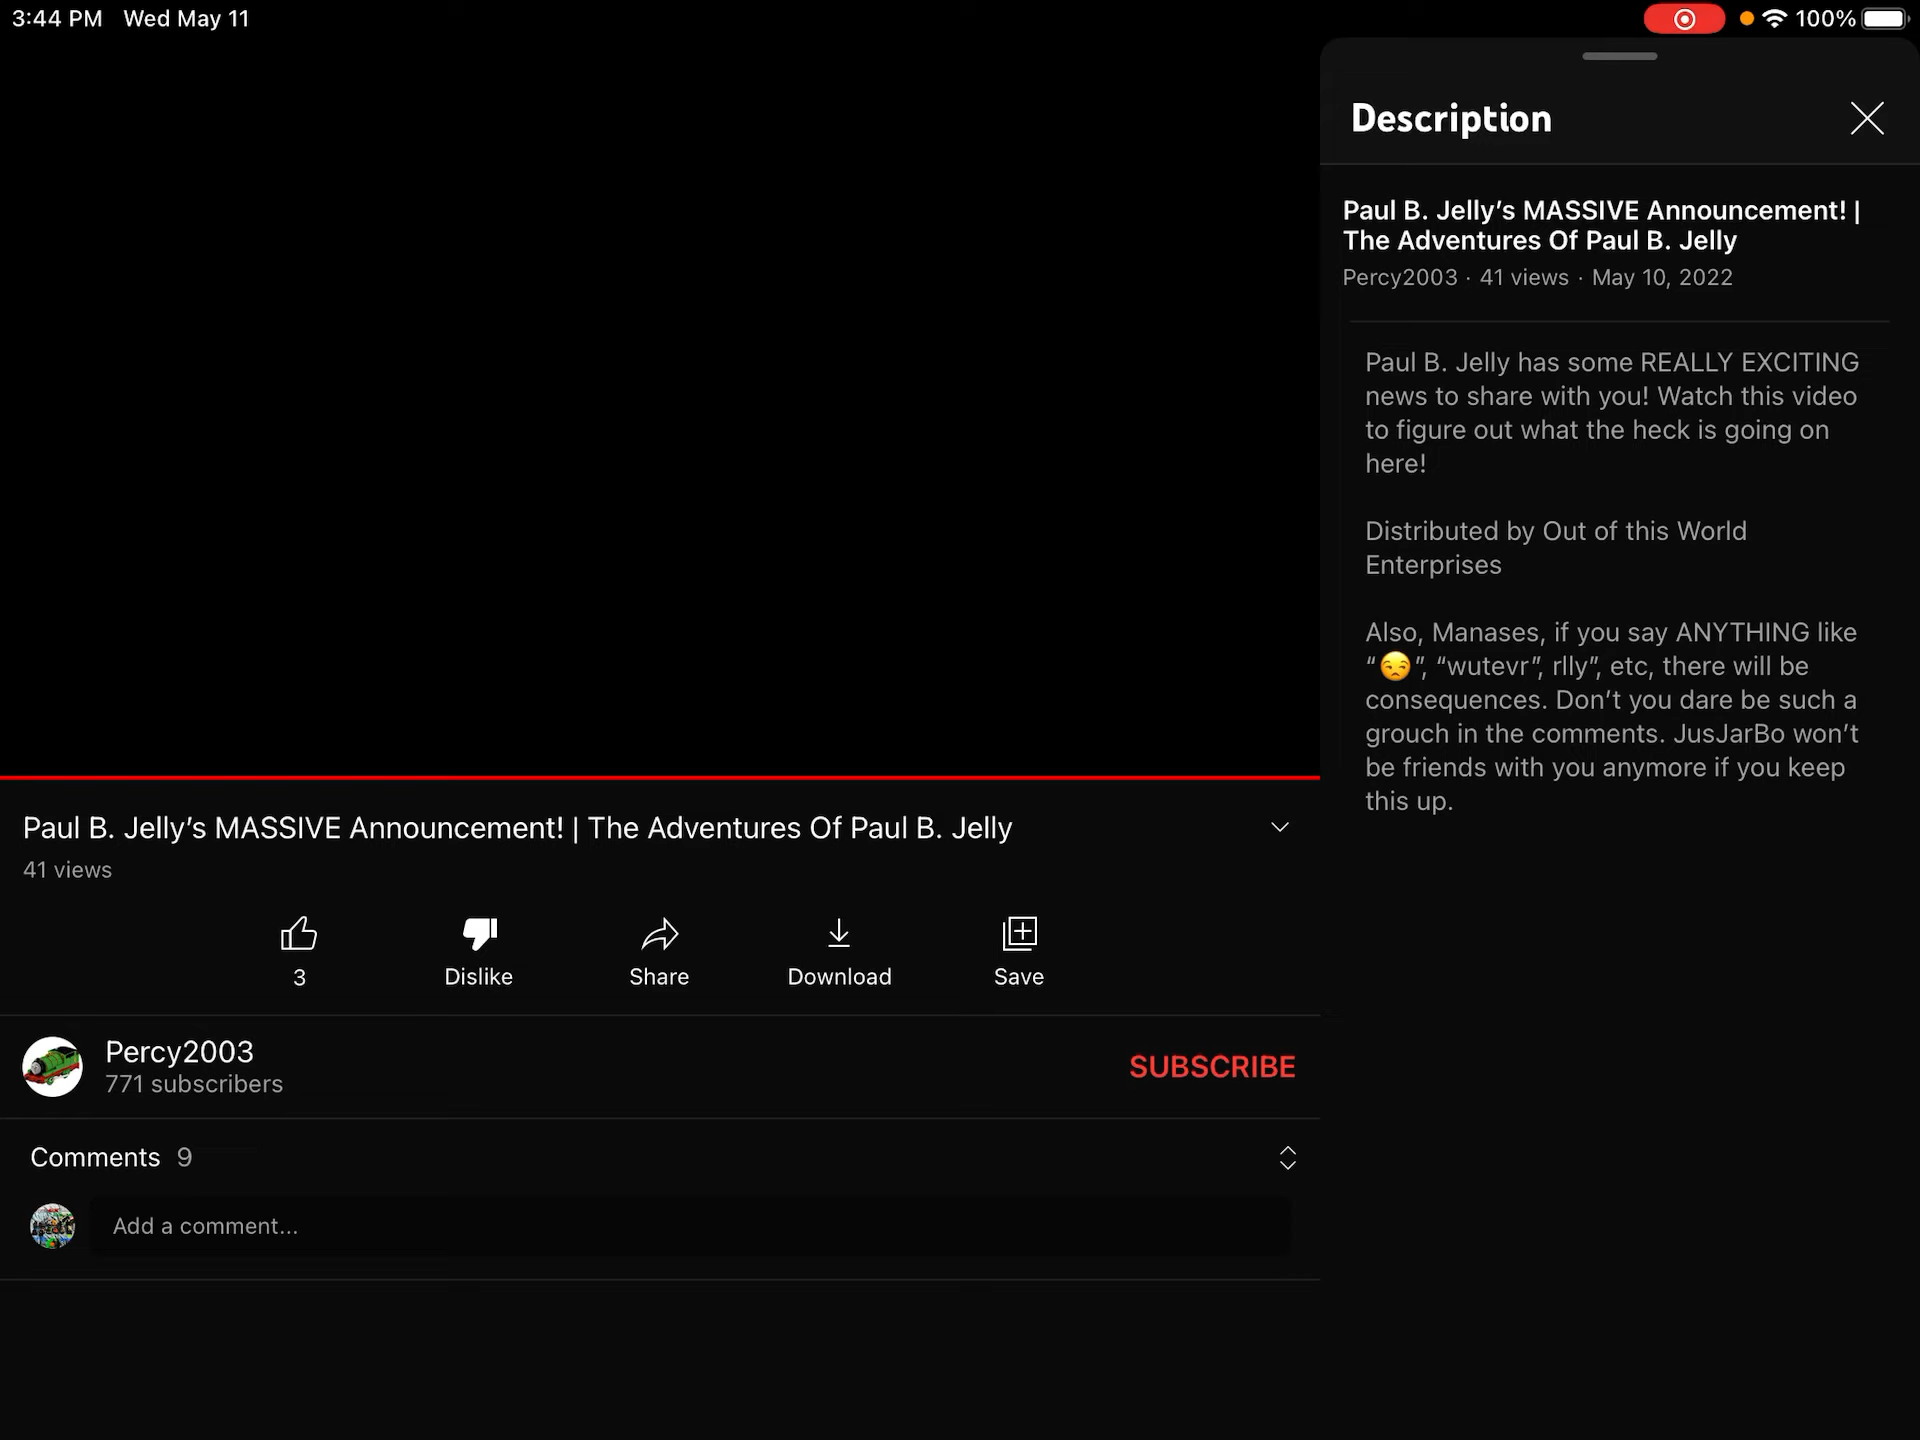 3:44 PM Wed May 11
100%
Description
Paul B. Jelly’s MASSIVE Announcement! |
The Adventures Of Paul B. Jelly
Percy2003 · 41 views · May 10, 2022
Paul B. Jelly has some REALLY EXCITING
news to share with you! Watch this video
to figure out what the heck is going on
here!
Distributed by Out of this World
Enterprises
Also, Manases, if you say ANYTHING like
“😒”, “wutevr”, rlly”, etc, there will be
consequences. Don’t you dare be such a
grouch in the comments. JusJarBo won’t
be friends with you anymore if you keep
this up.
Paul B. Jelly’s MASSIVE Announcement! | The Adventures Of Paul B. Jelly
41 views
3
Dislike
Share
Download
Save
Percy2003
771 subscribers
SUBSCRIBE
Comments 9
Add a comment...